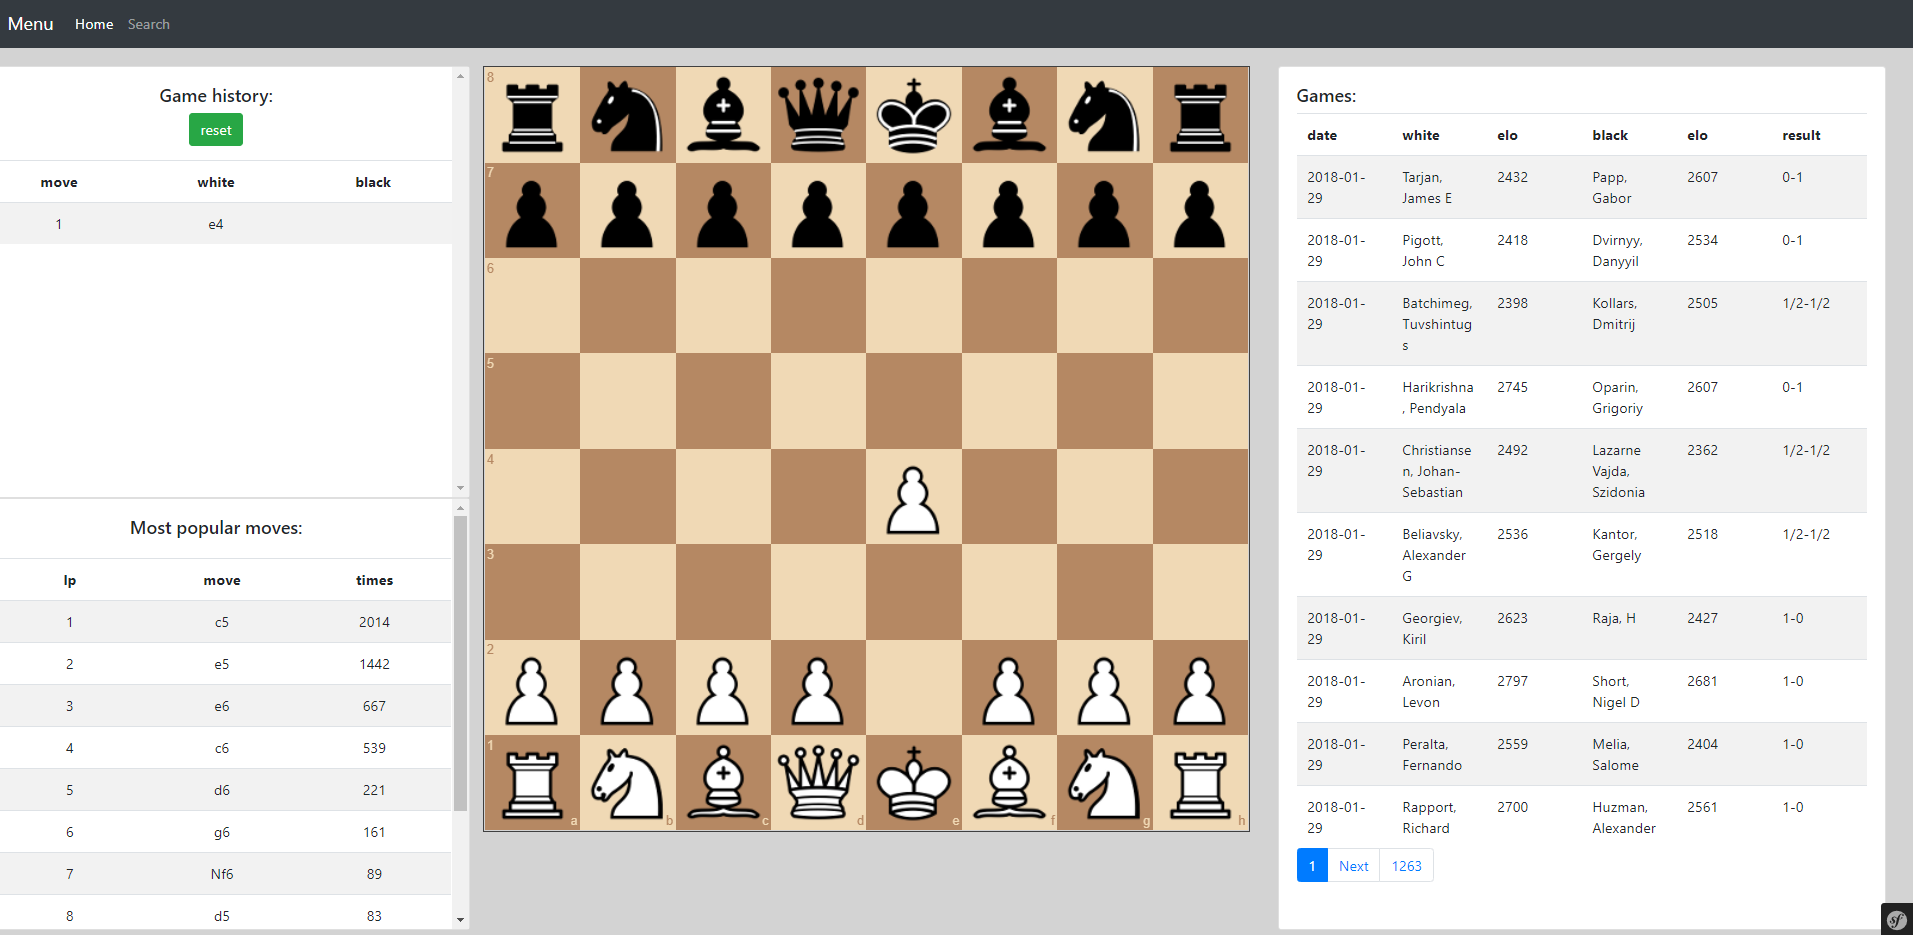 Menu Home Search
Game history:
reset
move white black
1 e4
Most popular moves:
lp move times
1 c5 2014
2 e5 1442
3 e6 667
4 c6 539
5 d6 221
6 g6 161
7 Nf6 89
8 d5 83
8
7
6
5
4
3
2
1
a b c d e f g h
Games:
date white elo black elo result
2018-01- Tarjan, 2432 Papp, 2607 0-1
29 James E Gabor
2018-01- Pigott, 2418 Dvirnyy, 2534 0-1
29 John C Danyyil
2018-01- Batchimeg, 2398 Kollars, 2505 1/2-1/2
29 Tuvshintug Dmitrij
s
2018-01- Harikrishna 2745 Oparin, 2607 0-1
29 , Pendyala Grigoriy
2018-01- Christianse 2492 Lazarne 2362 1/2-1/2
29 n, Johan- Vajda,
Sebastian Szidonia
2018-01- Beliavsky, 2536 Kantor, 2518 1/2-1/2
29 Alexander Gergely
G
2018-01- Georgiev, 2623 Raja, H 2427 1-0
29 Kiril
2018-01- Aronian, 2797 Short, 2681 1-0
29 Levon Nigel D
2018-01- Peralta, 2559 Melia, 2404 1-0
29 Fernando Salome
2018-01- Rapport, 2700 Huzman, 2561 1-0
29 Richard Alexander
1 Next 1263
sf